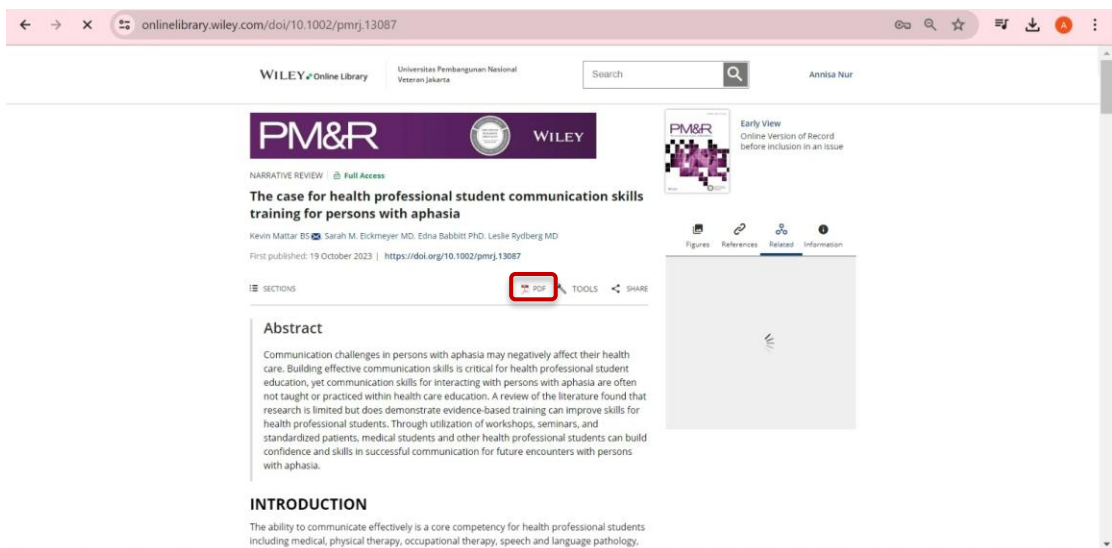 onlinelibrary.wiley.com/doi/10.1002/pmrj.13087
A
WILEY Online Library
Universitas Pembangunan Nasional
Veteran Jakarta
Search
Annisa Nur
PM&R
WILEY
PM&R
Early View
Online Version of Record
before inclusion in an issue
NARRATIVE REVIEW
Full Access
The case for health professional student communication skills
training for persons with aphasia
Kevin Mattar BS, Sarah M. Eickmeyer MD, Edna Babbitt PhD, Leslie Rydberg MD
First published: 19 October 2023 | https://doi.org/10.1002/pmrj.13087
Figures References Related Information
SECTIONS
PDF TOOLS SHARE
Abstract
Communication challenges in persons with aphasia may negatively affect their health
care. Building effective communication skills is critical for health professional student
education, yet communication skills for interacting with persons with aphasia are often
not taught or practiced within health care education. A review of the literature found that
research is limited but does demonstrate evidence-based training can improve skills for
health professional students. Through utilization of workshops, seminars, and
standardized patients, medical students and other health professional students can build
confidence and skills in successful communication for future encounters with persons
with aphasia.
INTRODUCTION
The ability to communicate effectively is a core competency for health professional students
including medical, physical therapy, occupational therapy, speech and language pathology,